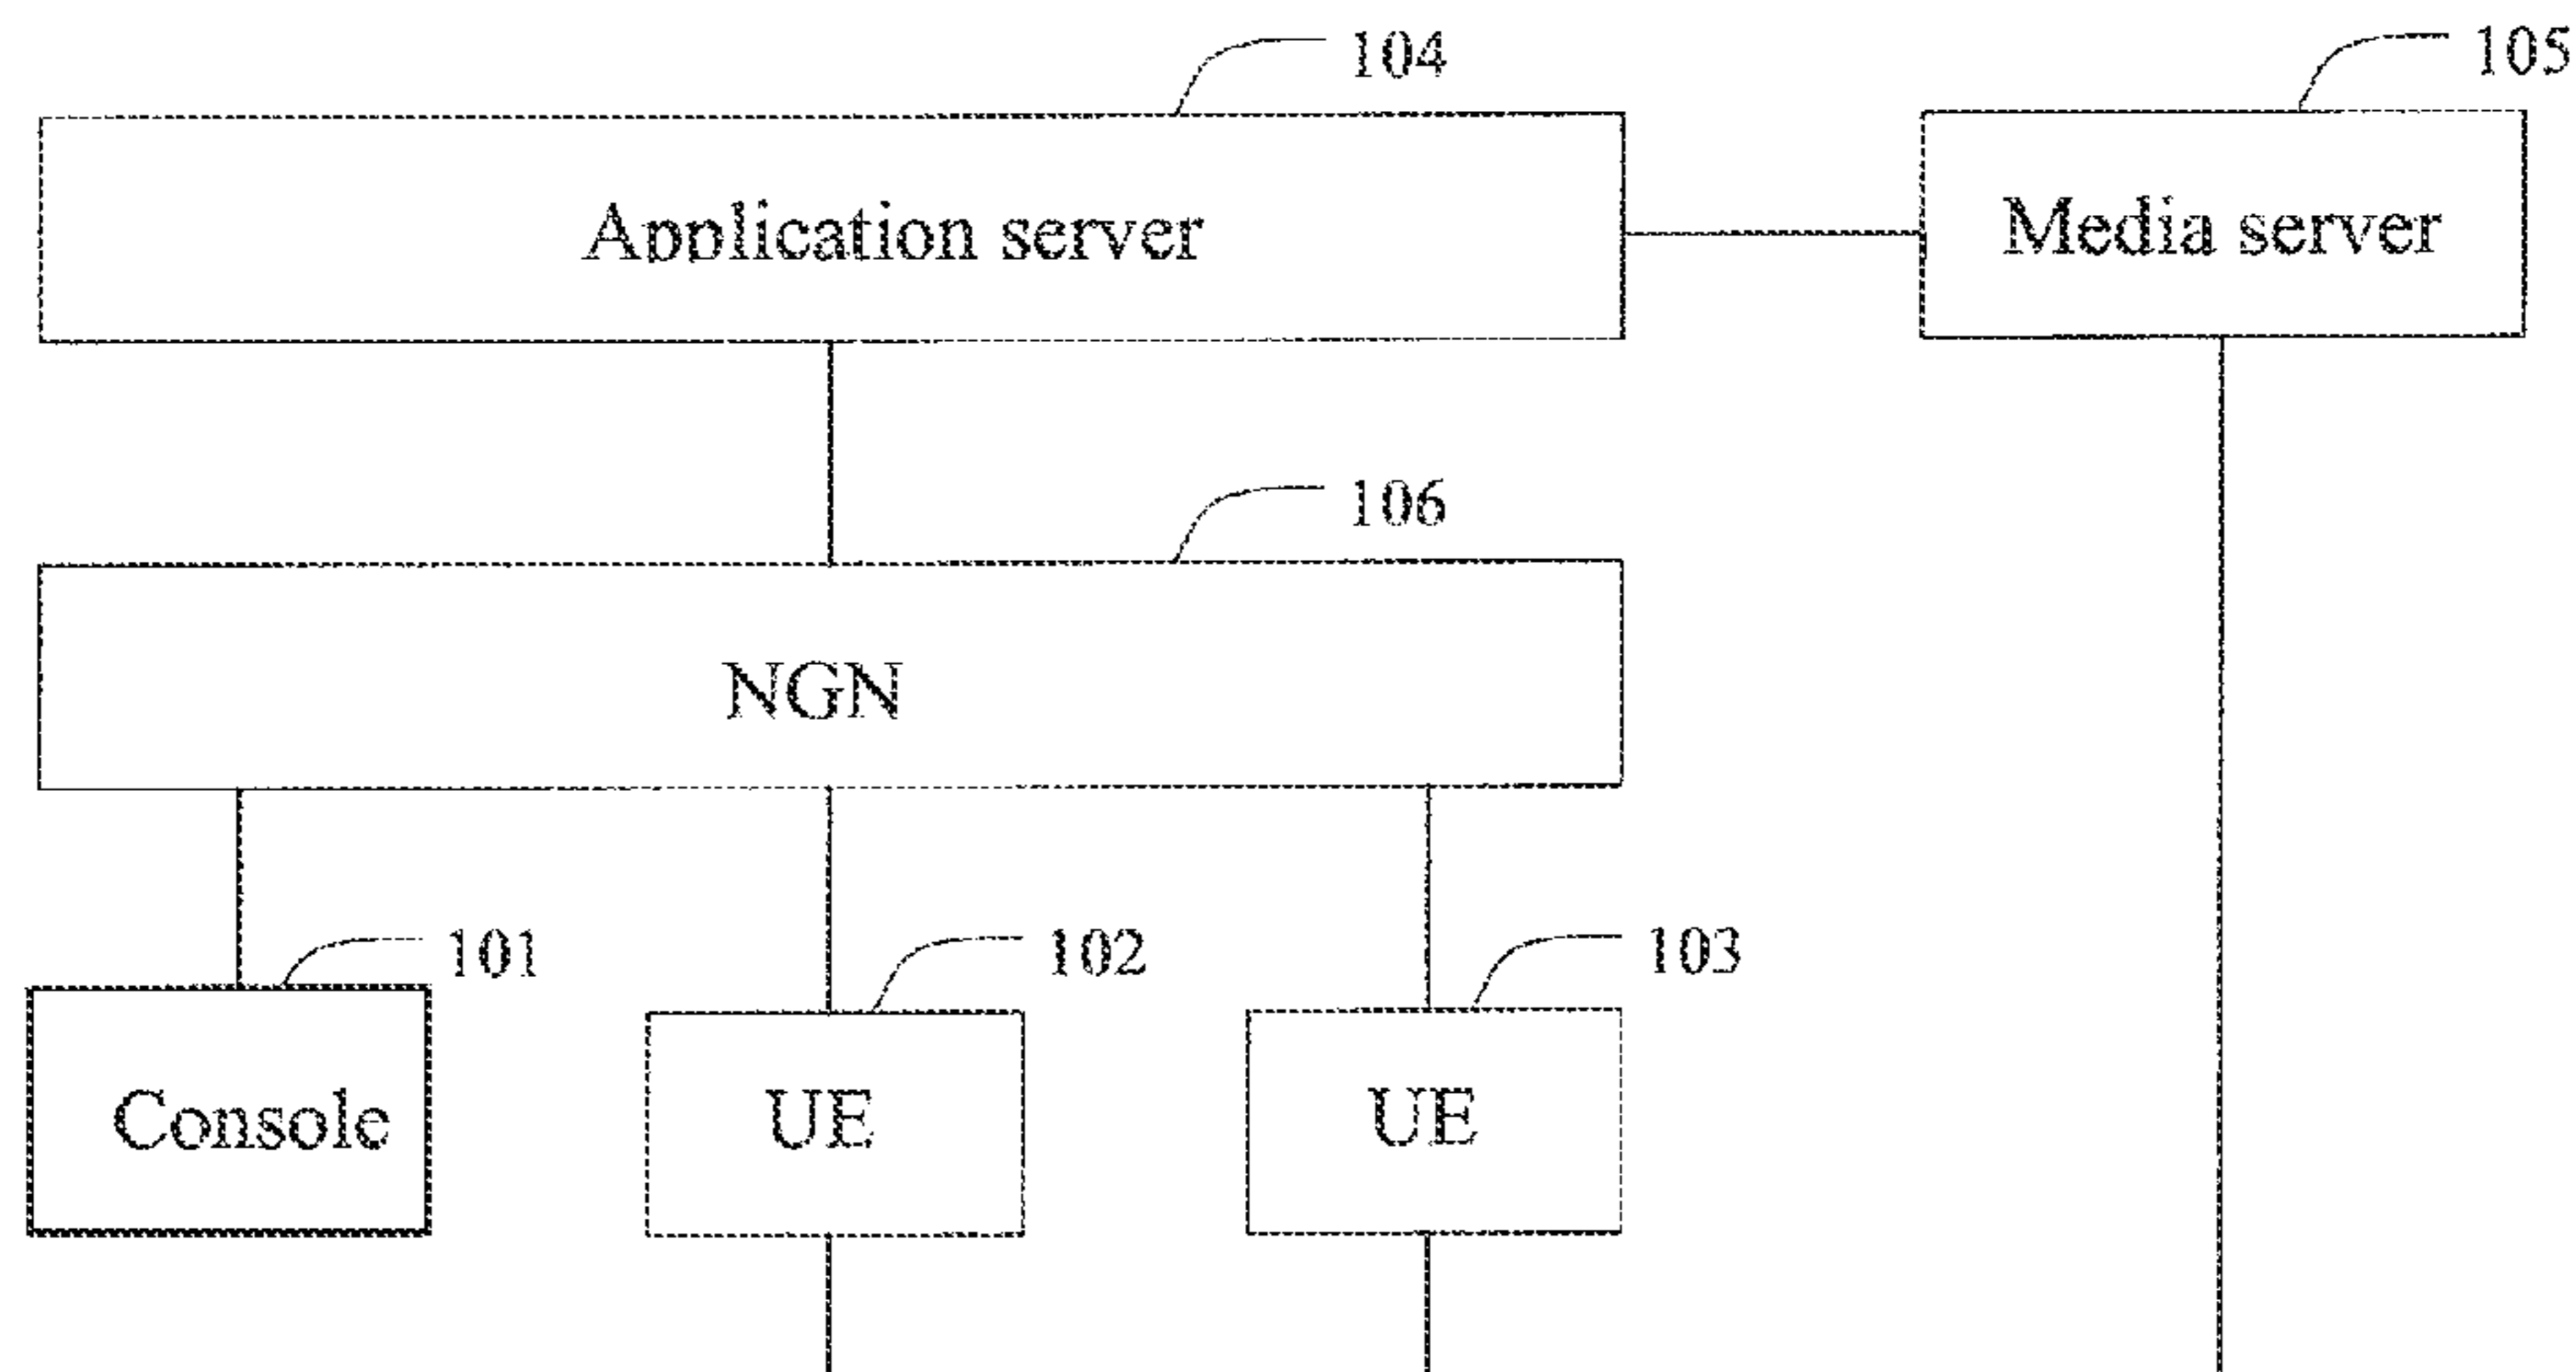 104
105
Application server
Media server
106
NGN
101
102
103
Console
UE
UE